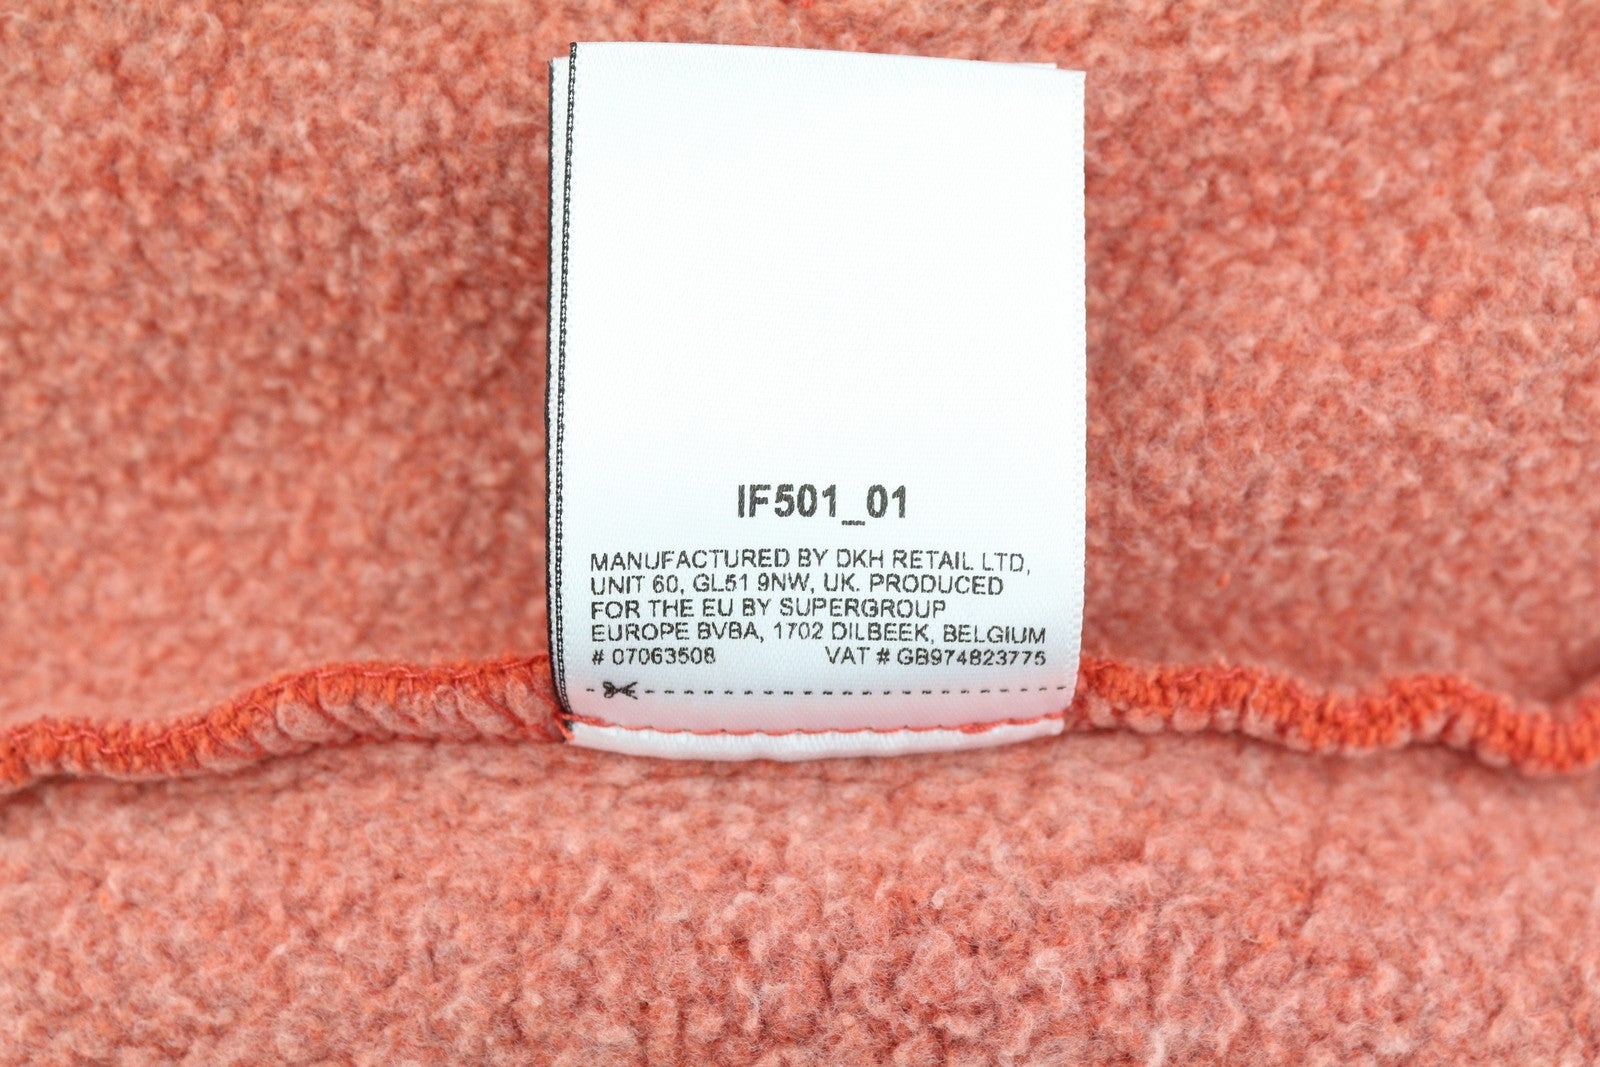 IF501_01
MANUFACTURED BY DKH RETAIL LTD,
UNIT 60, GL51 9NW, UK. PRODUCED
FOR THE EU BY SUPERGROUP
EUROPE BVBA, 1702 DILBEEK, BELGIUM
# 07063508 VAT # GB974823775